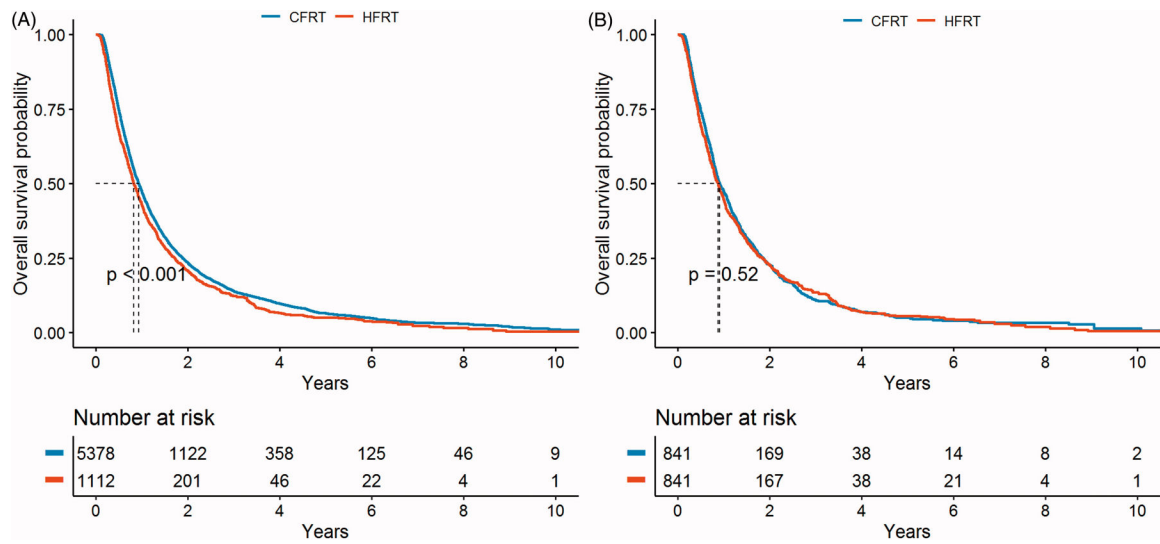 (A)
CFRT HFRT
Overall survival probability
1.00
0.75
0.50
0.25
0.00
p < 0.001
0 2 4 6 8 10
Years
Number at risk
5378 1122 358 125 46 9
1112 201 46 22 4 1
0 2 4 6 8 10
Years
(B)
CFRT HFRT
Overall survival probability
1.00
0.75
0.50
0.25
0.00
p = 0.52
0 2 4 6 8 10
Years
Number at risk
841 169 38 14 8 2
841 167 38 21 4 1
0 2 4 6 8 10
Years